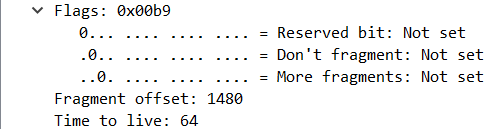 Flags: 0x00b9
0... .... .... .... = Reserved bit: Not set
.0.. .... .... .... = Don't fragment: Not set
..0. .... .... .... = More fragments: Not set
Fragment offset: 1480
Time to live: 64